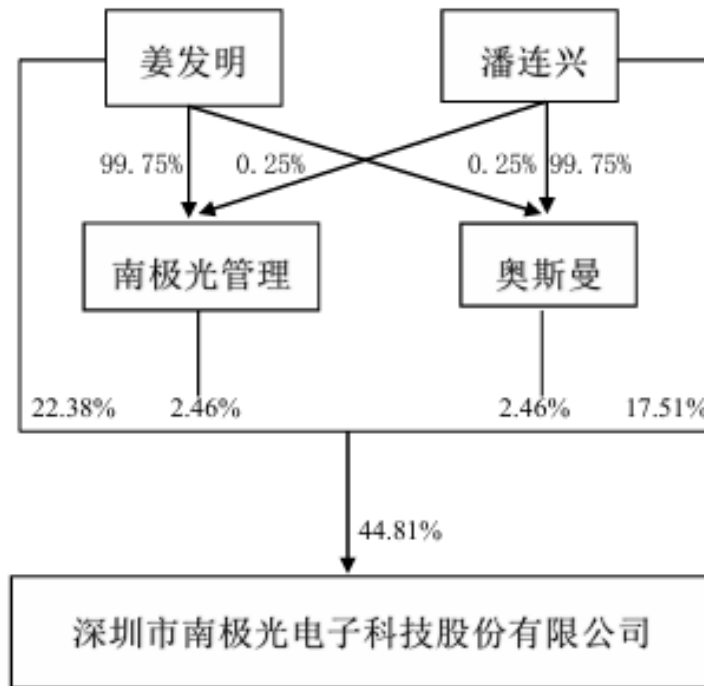 姜发明 潘连兴
99.75% 0.25% 0.25% 99.75%
南极光管理 奥斯曼
22.38% 2.46% 2.46% 17.51%
44.81%
深圳市南极光电子科技股份有限公司